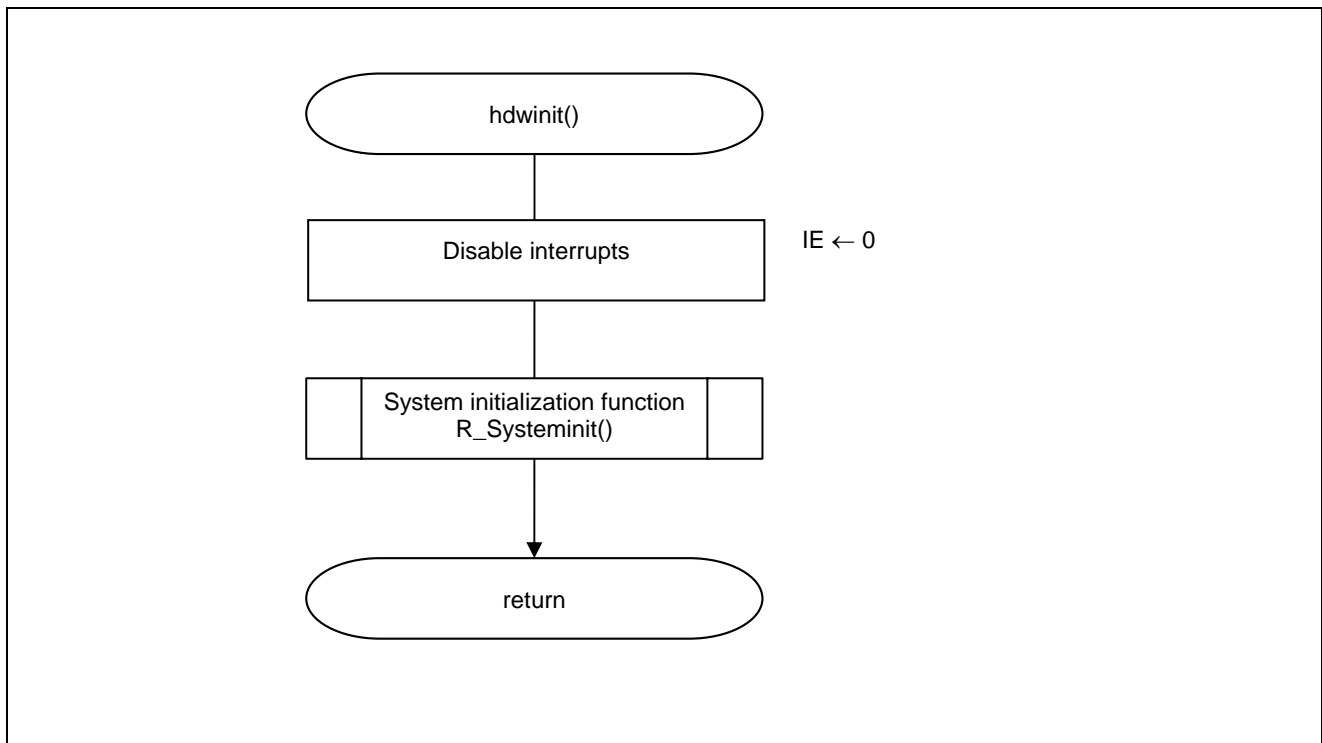 hdwinit()
Disable interrupts
IE ← 0
System initialization function
R_Systeminit()
return